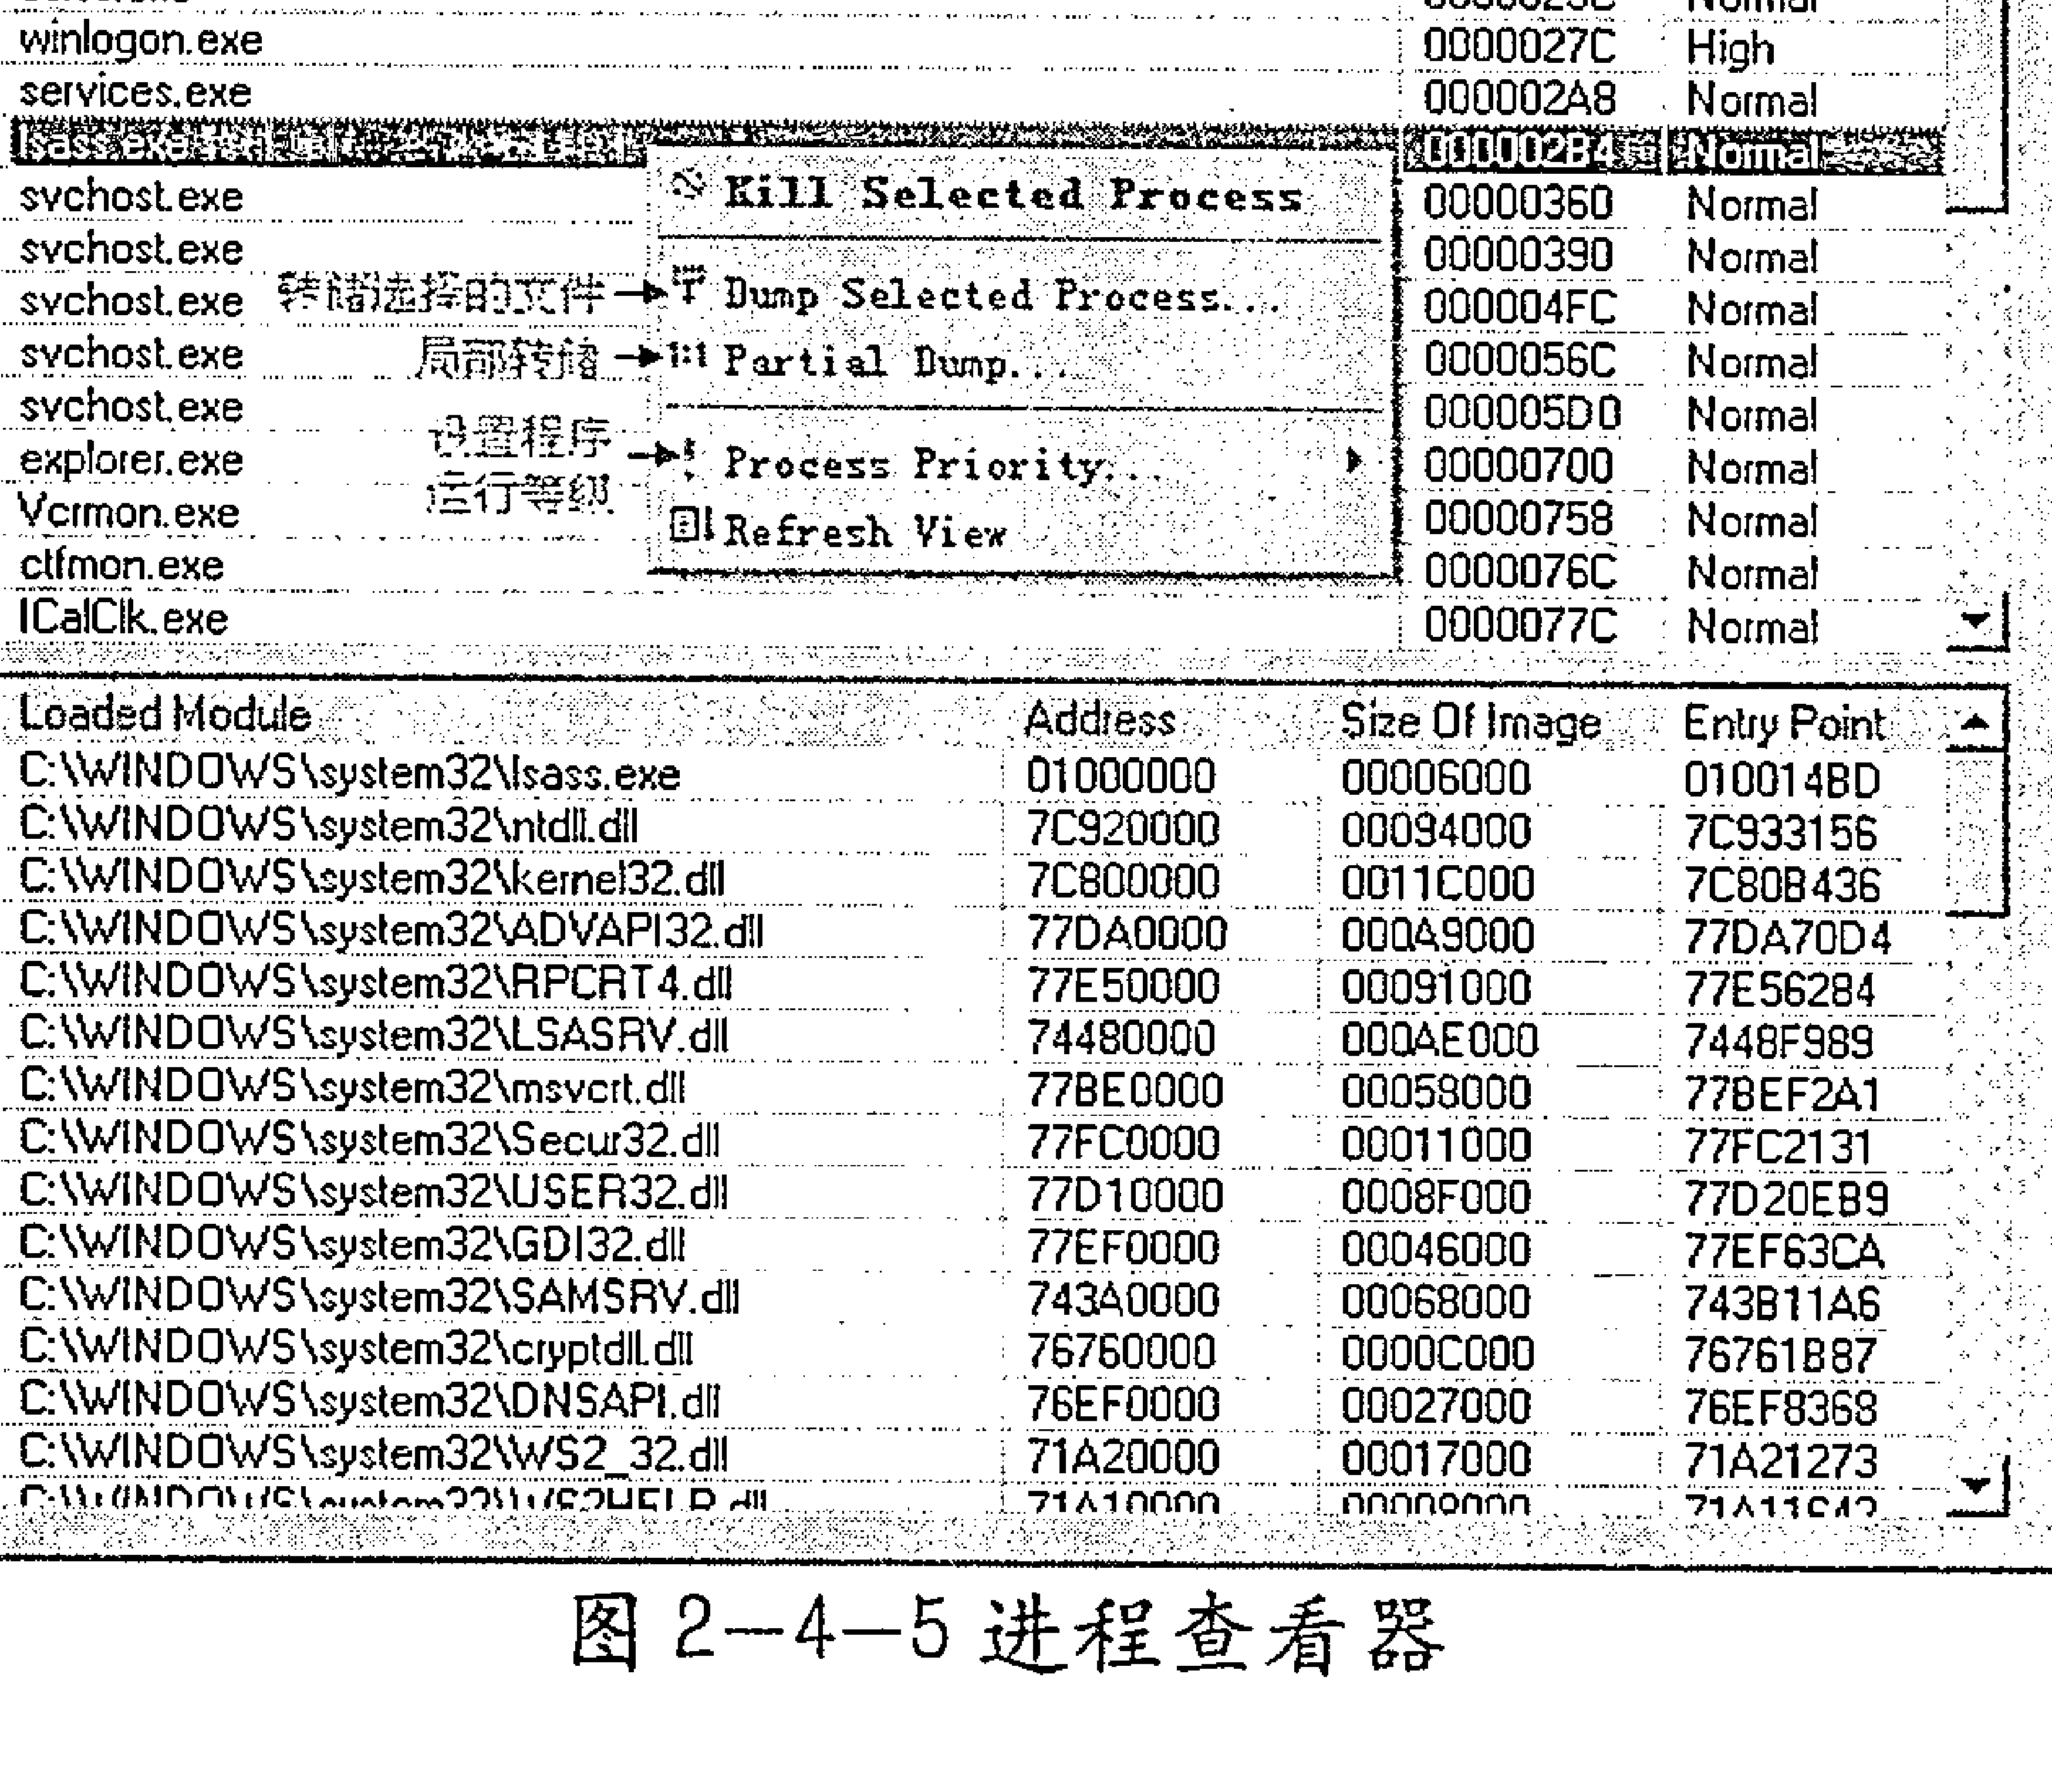 winlogon.exe 0000027C High
services.exe 000002A8 Normal
lsass.exe 000002B4 Normal
Kill Selected Process
svchost.exe 00000360 Normal
svchost.exe 00000390 Normal
svchost.exe 转储选择的文件 Dump Selected Process... 000004FC Normal
svchost.exe 局部转储 Partial Dump... 0000056C Normal
svchost.exe 000005D0 Normal
设置程序
explorer.exe Process Priority... 00000700 Normal
运行等级
Vcrmon.exe Refresh View 00000758 Normal
ctfmon.exe 0000076C Normal
ICalClk.exe 0000077C Normal
Loaded Module Address Size Of Image Entry Point
C:\WINDOWS\system32\lsass.exe 01000000 00006000 010014BD
C:\WINDOWS\system32\ntdll.dll 7C920000 00094000 7C933156
C:\WINDOWS\system32\kernel32.dll 7C800000 0011C000 7C80B436
C:\WINDOWS\system32\ADVAPI32.dll 77DA0000 000A9000 77DA70D4
C:\WINDOWS\system32\RPCRT4.dll 77E50000 00091000 77E56284
C:\WINDOWS\system32\LSASRV.dll 74480000 000AE000 7448F989
C:\WINDOWS\system32\msvcrt.dll 77BE0000 00058000 77BEF2A1
C:\WINDOWS\system32\Secur32.dll 77FC0000 00011000 77FC2131
C:\WINDOWS\system32\USER32.dll 77D10000 0008F000 77D20EB9
C:\WINDOWS\system32\GDI32.dll 77EF0000 00046000 77EF63CA
C:\WINDOWS\system32\SAMSRV.dll 743A0000 00068000 743B11A6
C:\WINDOWS\system32\cryptdll.dll 76760000 0000C000 76761B87
C:\WINDOWS\system32\DNSAPI.dll 76EF0000 00027000 76EF8368
C:\WINDOWS\system32\WS2_32.dll 71A20000 00017000 71A21273
C:\WINDOWS\system32\WS2HELP.dll 71A10000
图 2-4-5 进程查看器